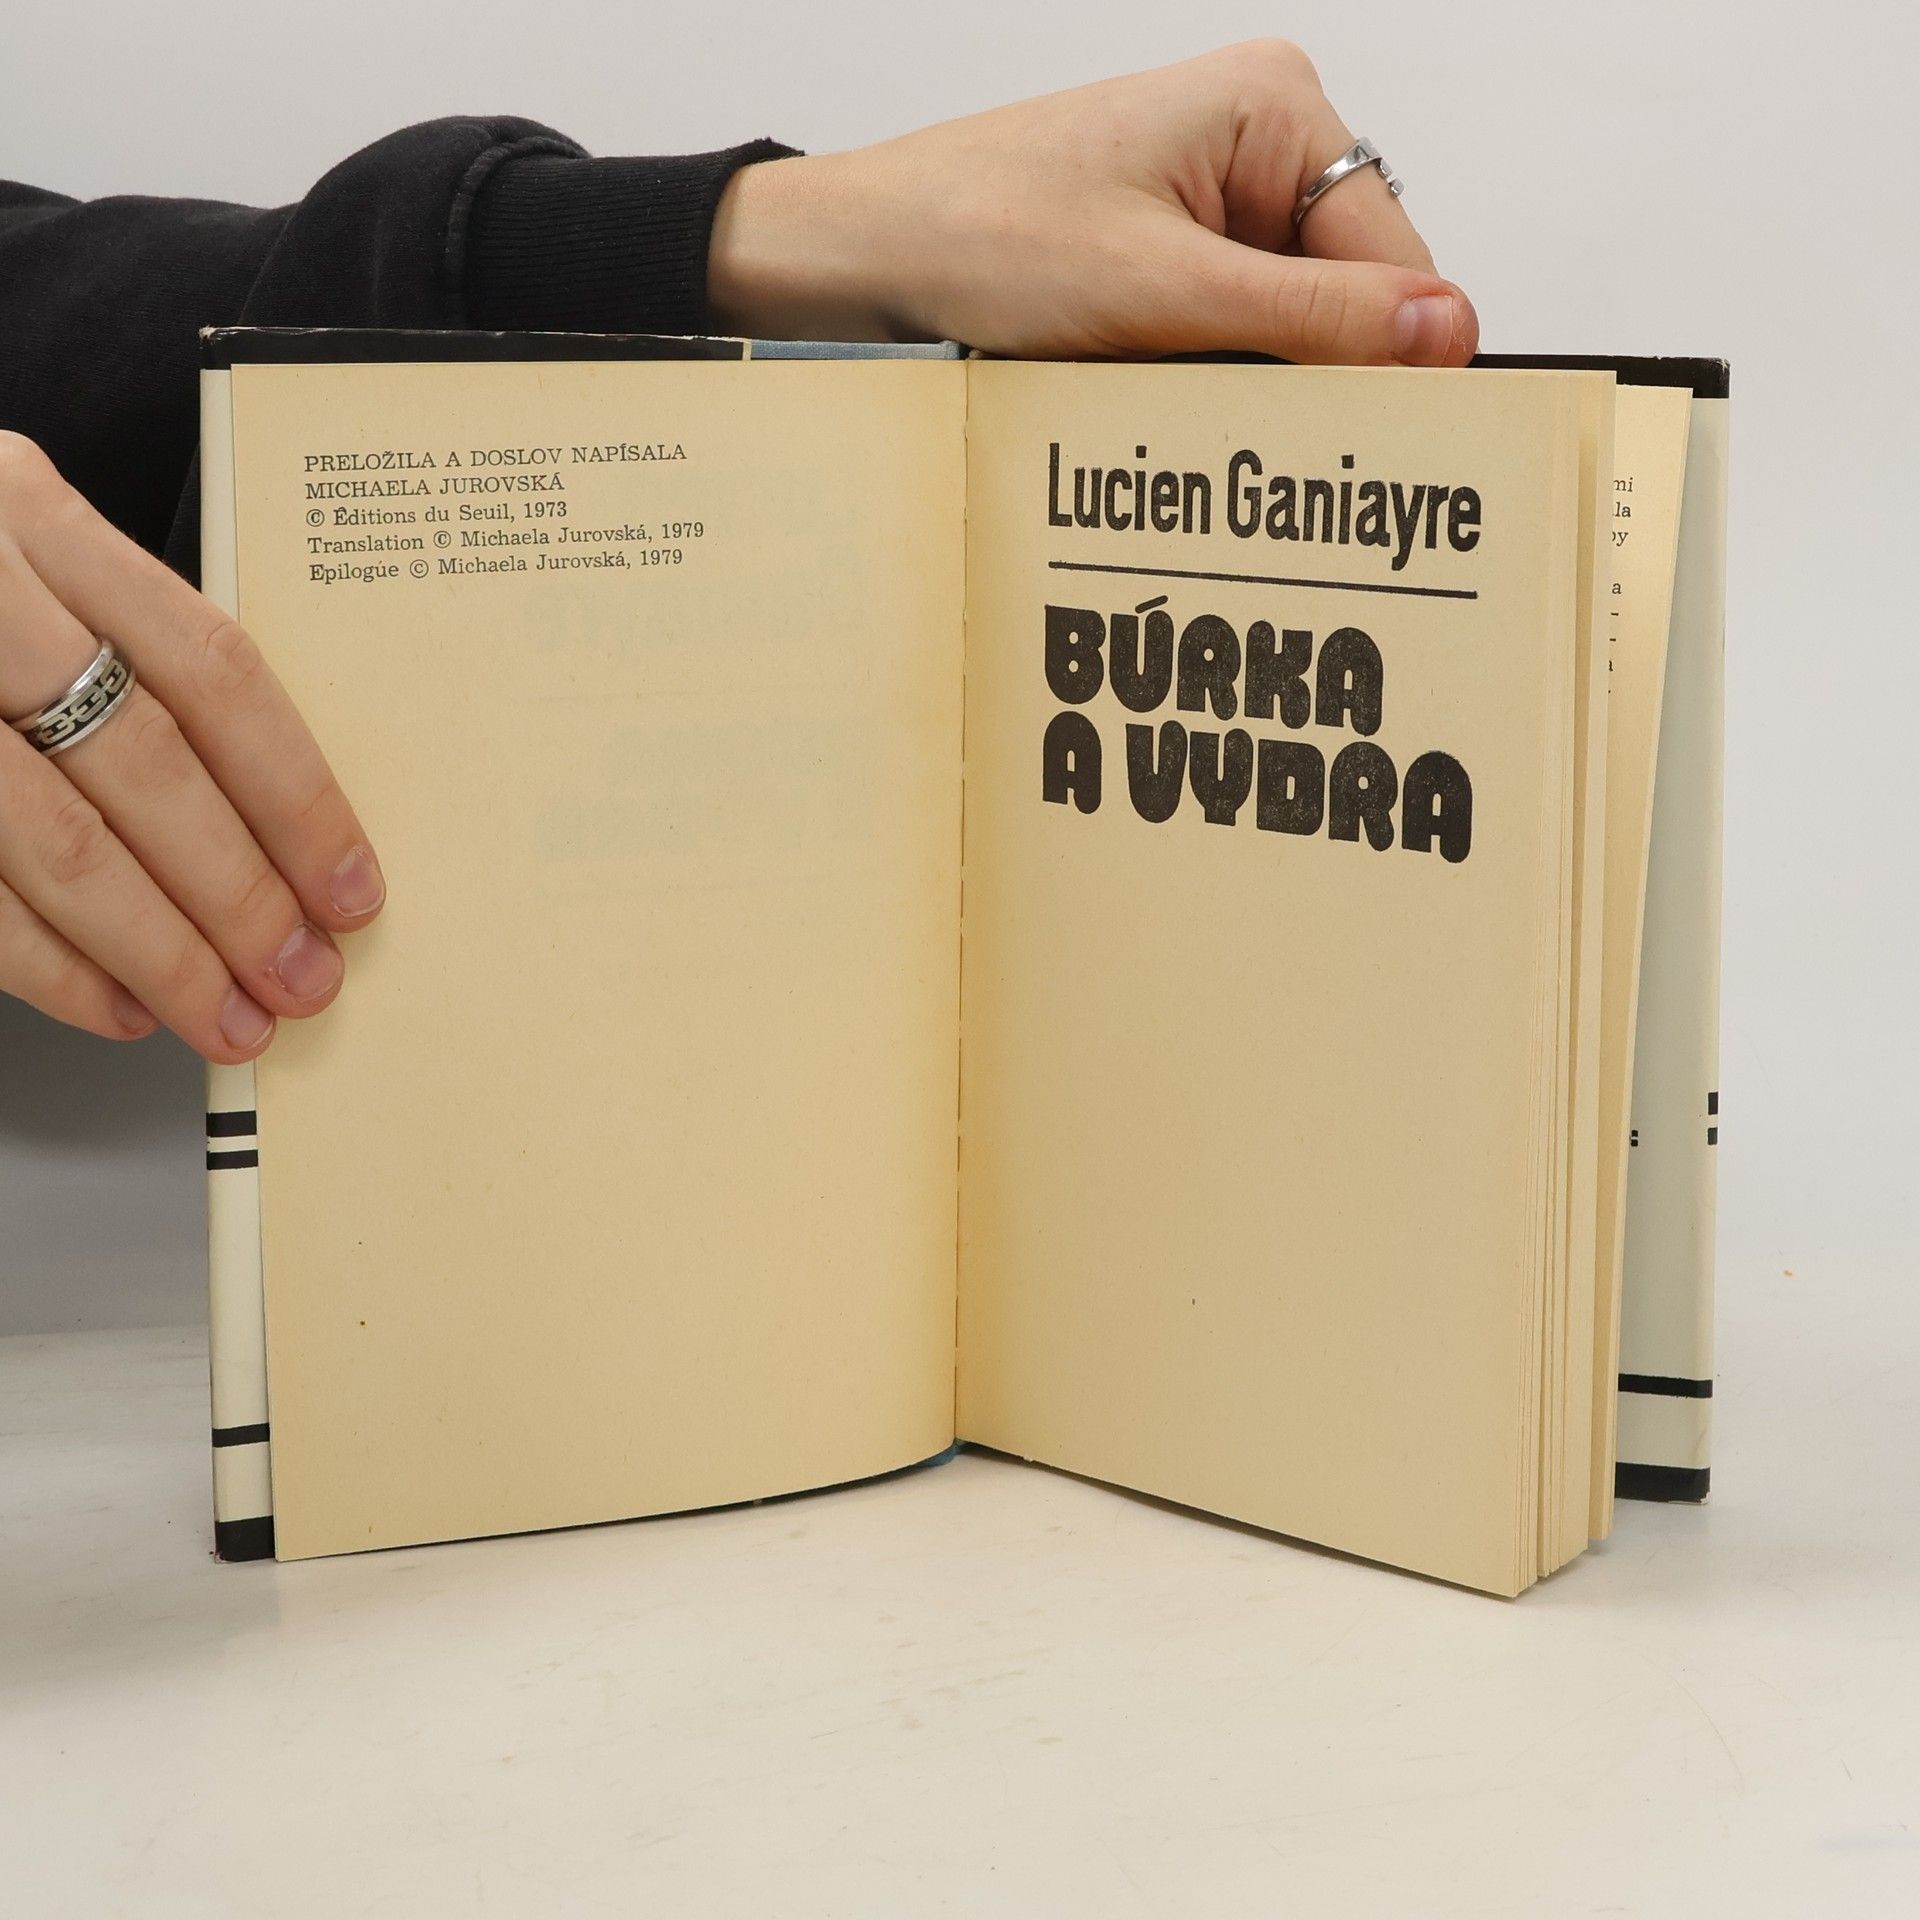 PRELOŽILA A DOSLOV NAPÍSALA
MICHAELA JUROVSKÁ
© Éditions du Seuil, 1973
Translation © Michaela Jurovská, 1979
Epilogúe © Michaela Jurovská, 1979
Lucien Ganiayre
BÚRKA
A VYDRA